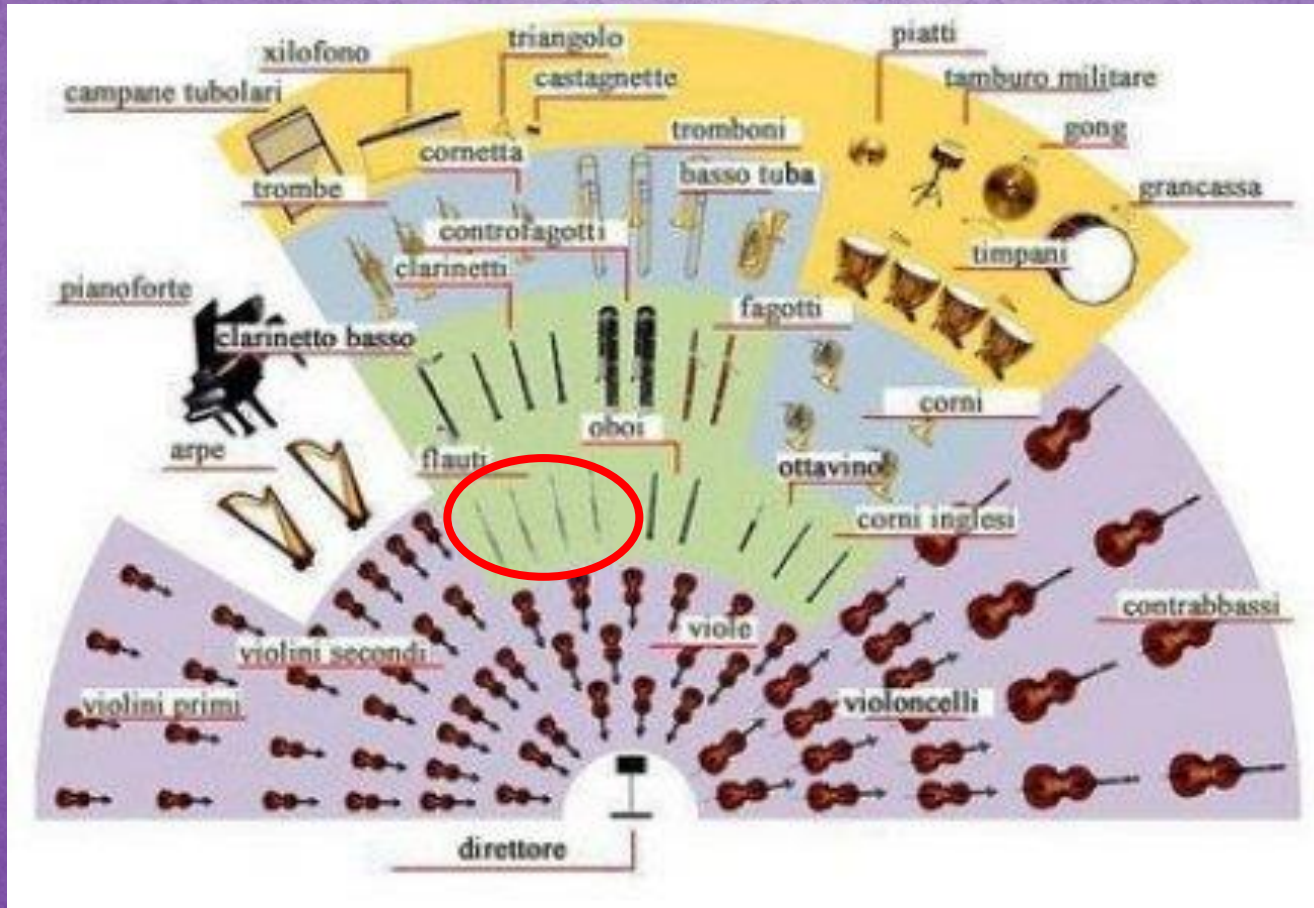 triangolo
piatti
xilofono
castagnette
tamburo militare
campane tubolari
tromboni
gong
cornetta
basso tuba
trombe
grancassa
controfagotti
timpani
clarinetti
pianoforte
fagotti
clarinetto basso
corni
oboi
arpe
flauti
ottavino
corni inglesi
contrabbassi
viole
violini secondi
violini primi
violoncelli
direttore